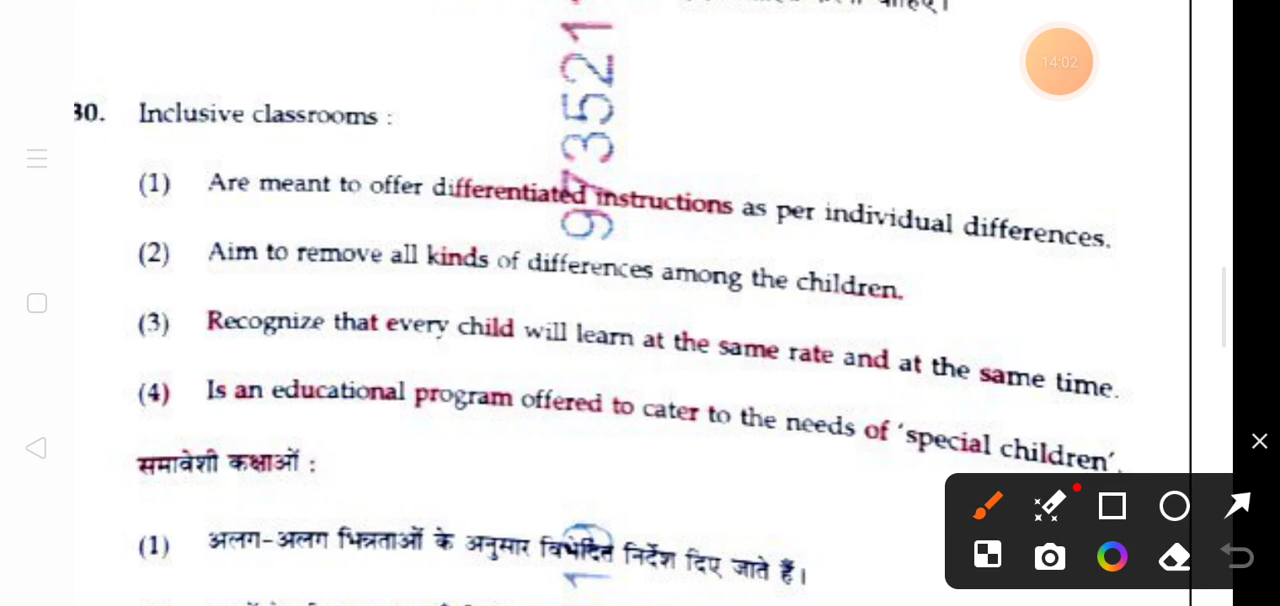 14:02
30. Inclusive classrooms :
(1) Are meant to offer differentiated instructions as per individual differences.
(2) Aim to remove all kinds of differences among the children.
(3) Recognize that every child will learn at the same rate and at the same time.
(4) Is an educational program offered to cater to the needs of ‘special children’.
समावेशी कक्षाओं :
(1) अलग-अलग भिन्नताओं के अनुसार विभेदित निर्देश दिए जाते हैं।